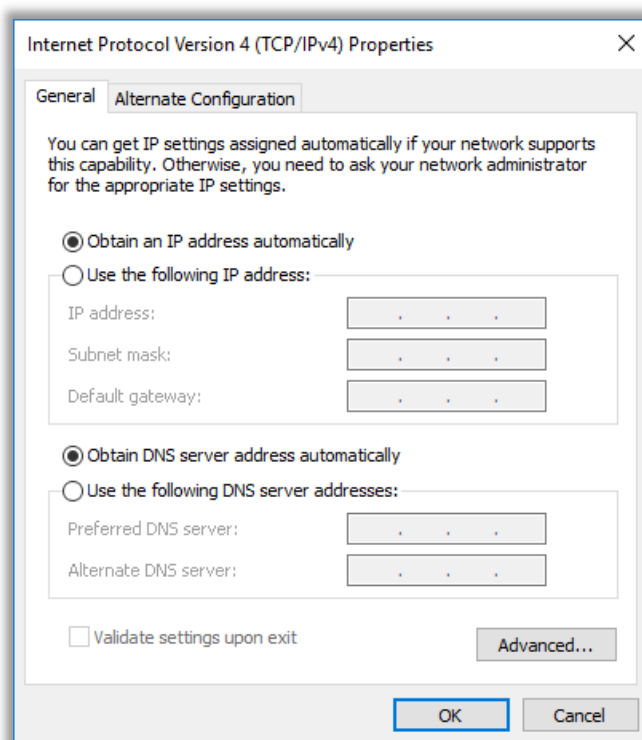 Internet Protocol Version 4 (TCP/IPv4) Properties
General
Alternate Configuration
You can get IP settings assigned automatically if your network supports
this capability. Otherwise, you need to ask your network administrator
for the appropriate IP settings.
Obtain an IP address automatically
Use the following IP address:
IP address:
. . .
Subnet mask:
. . .
Default gateway:
. . .
Obtain DNS server address automatically
Use the following DNS server addresses:
Preferred DNS server:
. . .
Alternate DNS server:
. . .
Validate settings upon exit
Advanced...
OK
Cancel